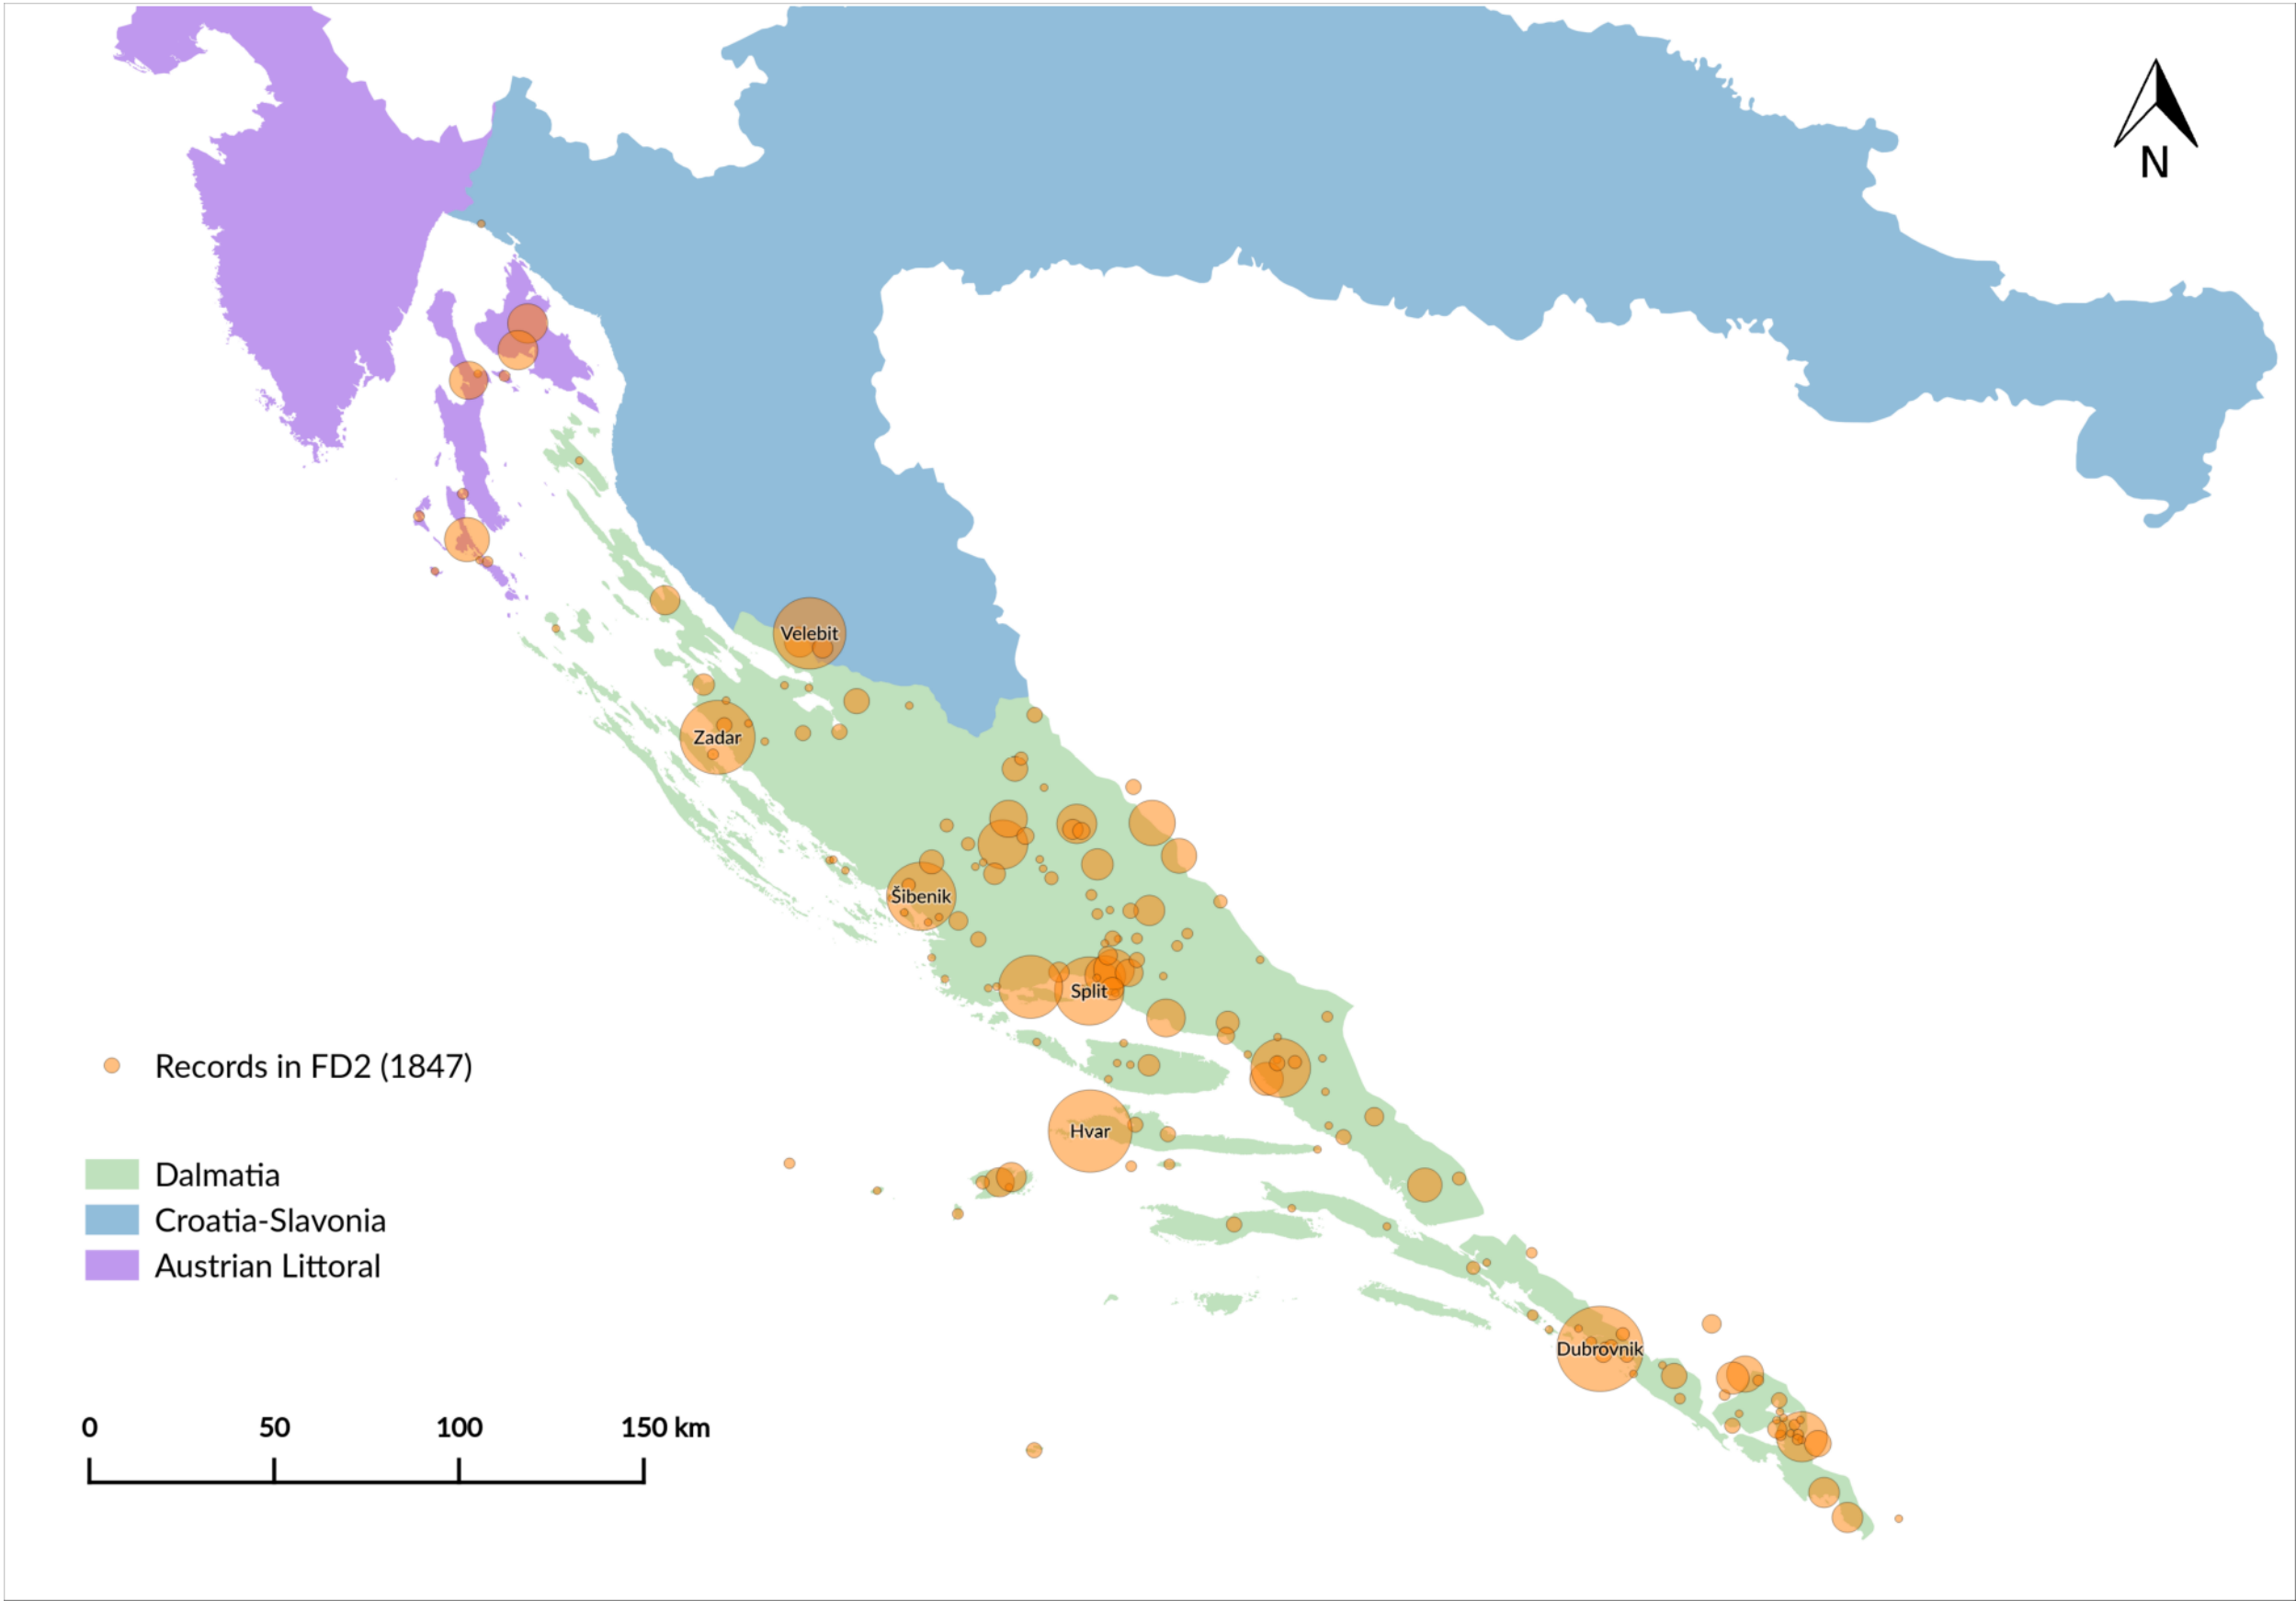 N
Velebit
Zadar
Šibenik
Split
Hvar
Dubrovnik
Records in FD2 (1847)
Dalmatia
Croatia-Slavonia
Austrian Littoral
0 50 100 150 km